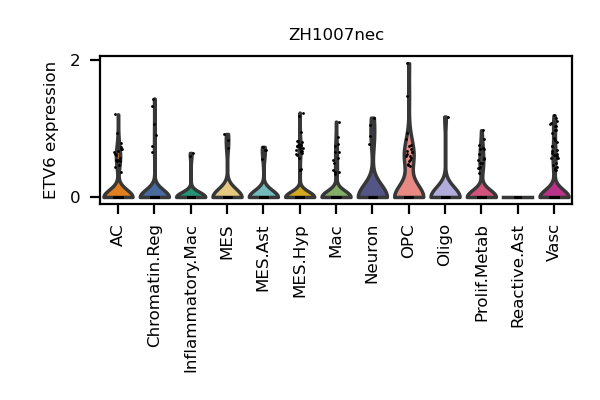 ZH1007nec
ETV6 expression
2
0
AC
Chromatin.Reg
Inflammatory.Mac
MES
MES.Ast
MES.Hyp
Mac
Neuron
OPC
Oligo
Prolif.Metab
Reactive.Ast
Vasc